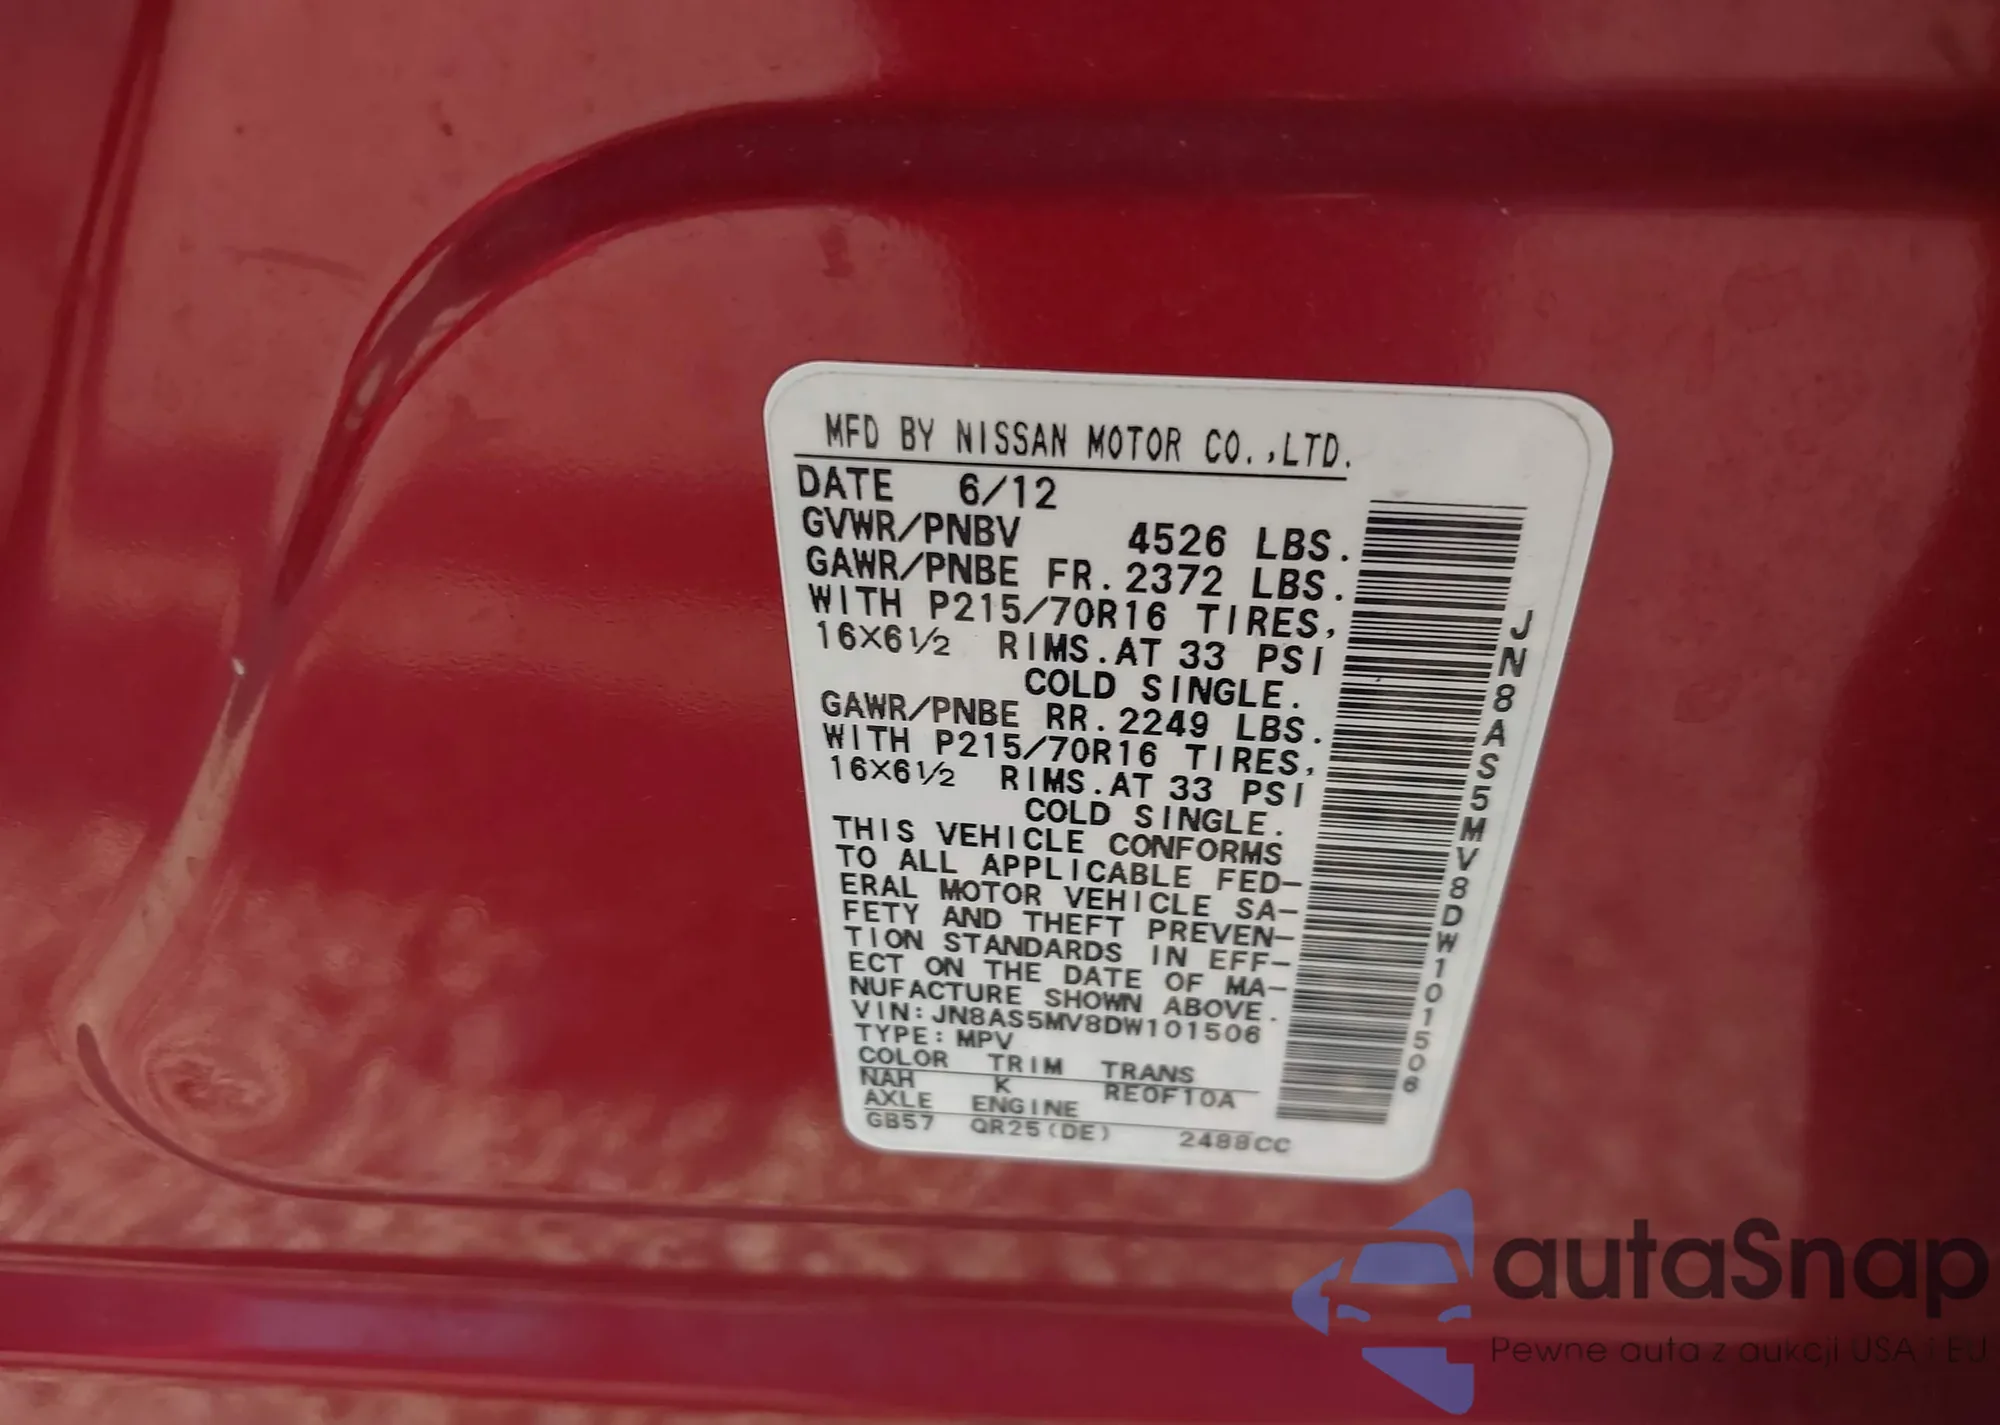 MFD BY NISSAN MOTOR CO.,LTD.
DATE 6/12
GVWR/PNBV 4526 LBS.
GAWR/PNBE FR. 2372 LBS.
WITH P215/70R16 TIRES,
16X6½ RIMS.AT 33 PSI
COLD SINGLE.
GAWR/PNBE RR. 2249 LBS.
WITH P215/70R16 TIRES,
16X6½ RIMS.AT 33 PSI
COLD SINGLE.
THIS VEHICLE CONFORMS
TO ALL APPLICABLE FED-
ERAL MOTOR VEHICLE SA-
FETY AND THEFT PREVEN-
TION STANDARDS IN EFF-
ECT ON THE DATE OF MA-
NUFACTURE SHOWN ABOVE.
VIN: JN8AS5MV8DW101506
TYPE: MPV
COLOR TRIM TRANS
NAH K RE0F10A
AXLE ENGINE
GB57 QR25(DE) 2488CC
JN8AS5MV8DW101506
autaSnap
Pewne auta z aukcji USA i EU